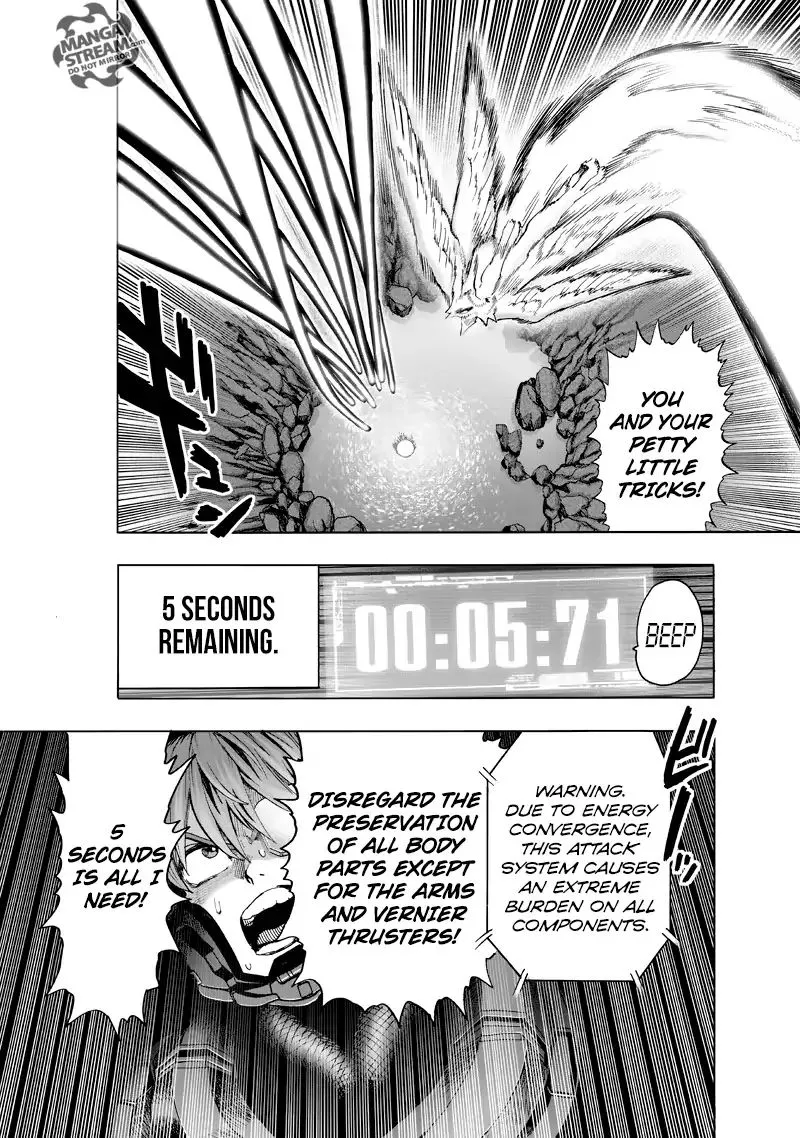 MANGA
STREAM.com
DO NOT MIRROR
YOU
AND YOUR
PETTY
LITTLE
TRICKS!
5 SECONDS
REMAINING.
00:05:71
BEEP
WARNING.
DUE TO ENERGY
CONVERGENCE,
THIS ATTACK
SYSTEM CAUSES
AN EXTREME
BURDEN ON ALL
COMPONENTS.
DISREGARD THE
PRESERVATION
OF ALL BODY
PARTS EXCEPT
FOR THE ARMS
AND VERNIER
THRUSTERS!
5
SECONDS
IS ALL I
NEED!